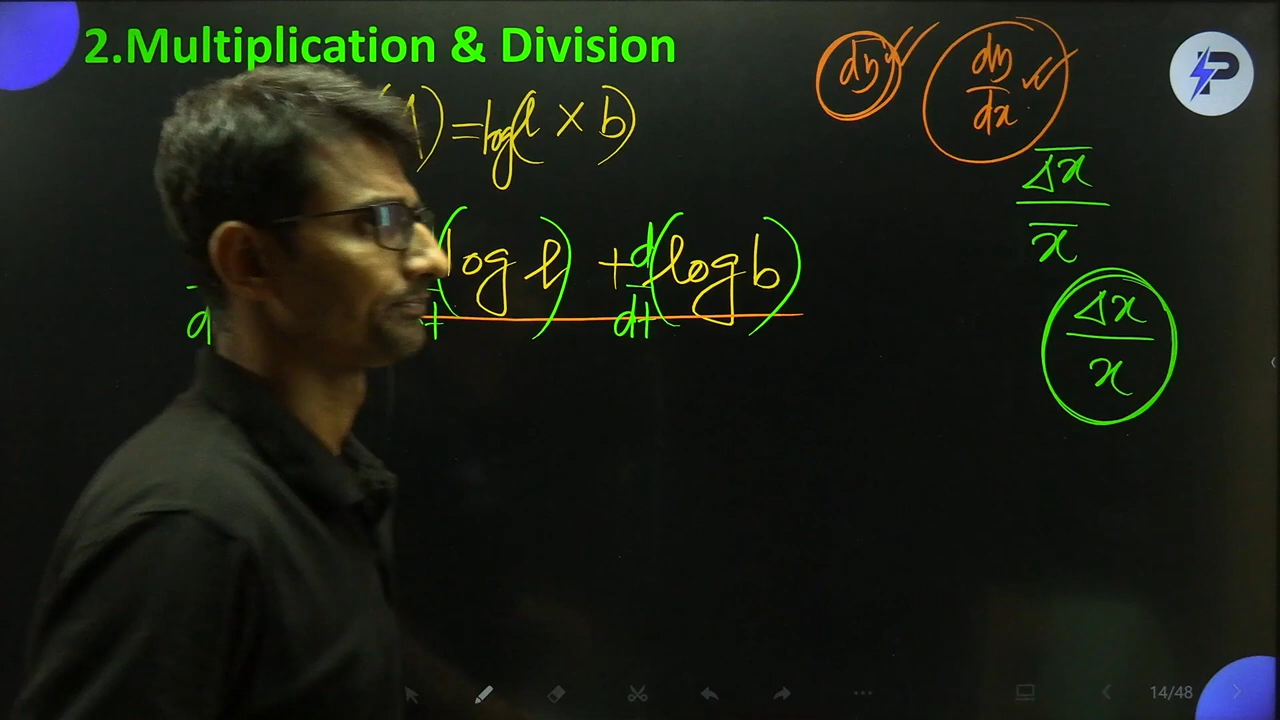 2.Multiplication & Division
) = log(l × b)
(log l) + d/dt (log b)
dy
dy/dx
Δx̄/x̄
Δx/x
14/48